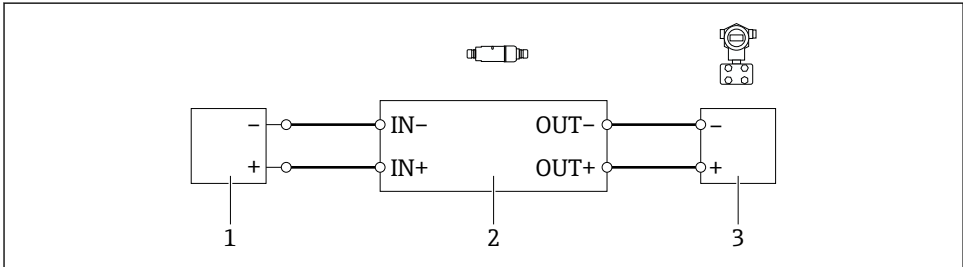 − IN− OUT− −
+ IN+ OUT+ +
1 2 3